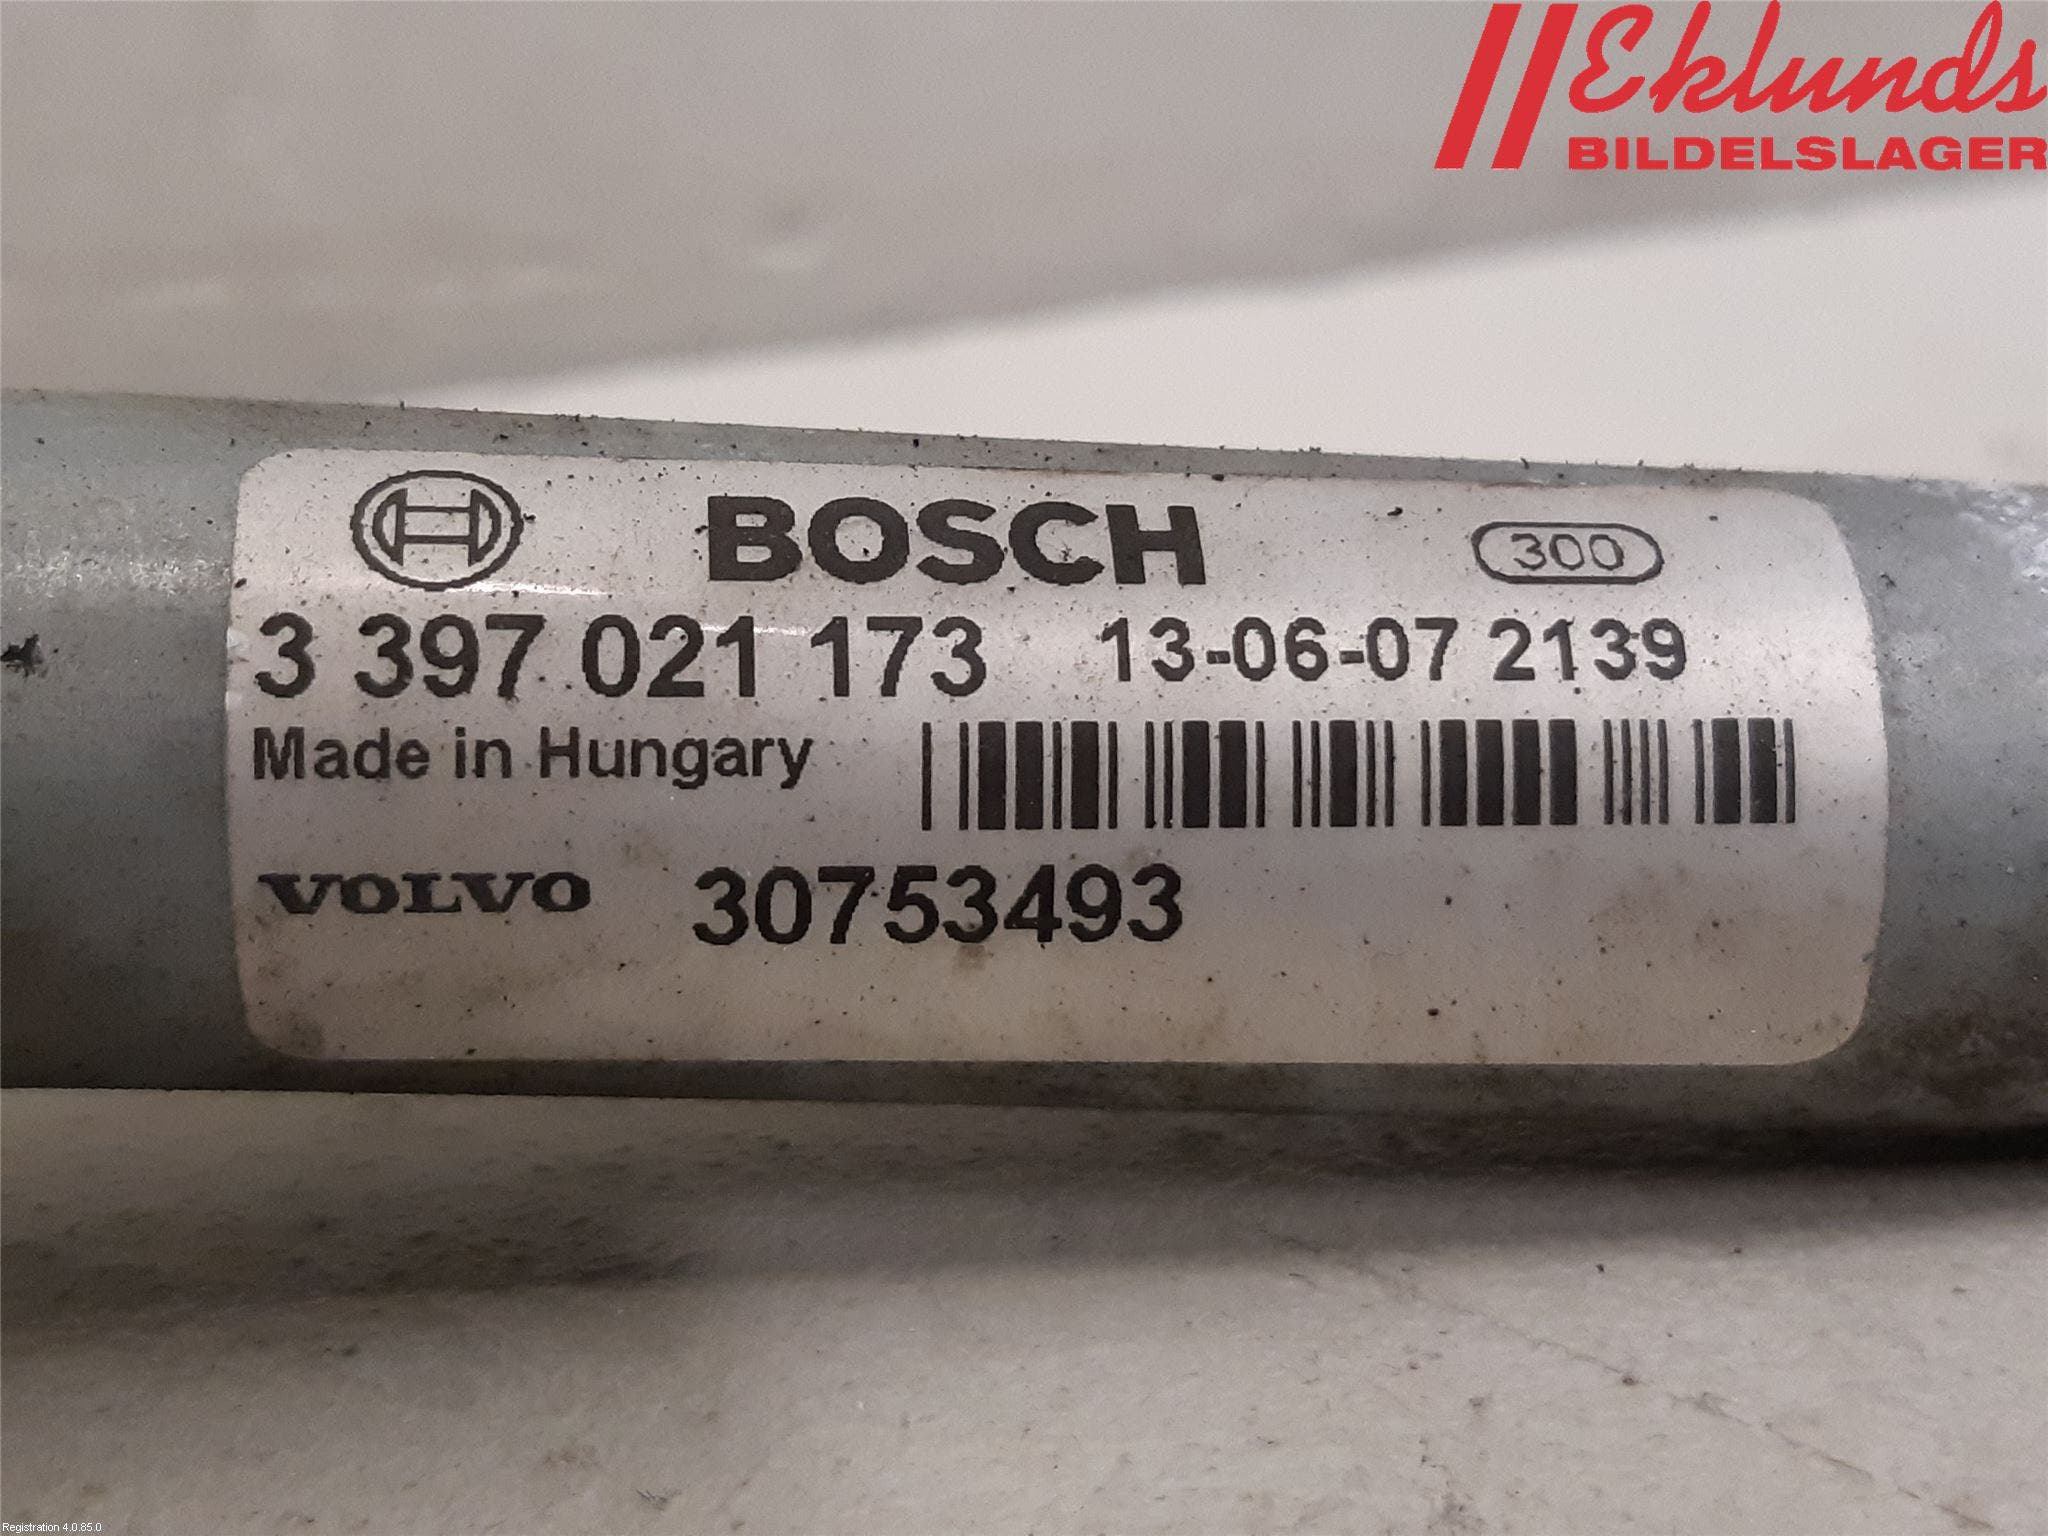 Eklunds
BILDELSLAGER
BOSCH 300
3 397 021 173 13-06-07 2139
Made in Hungary
VOLVO 30753493
Registration 4.0.85.0